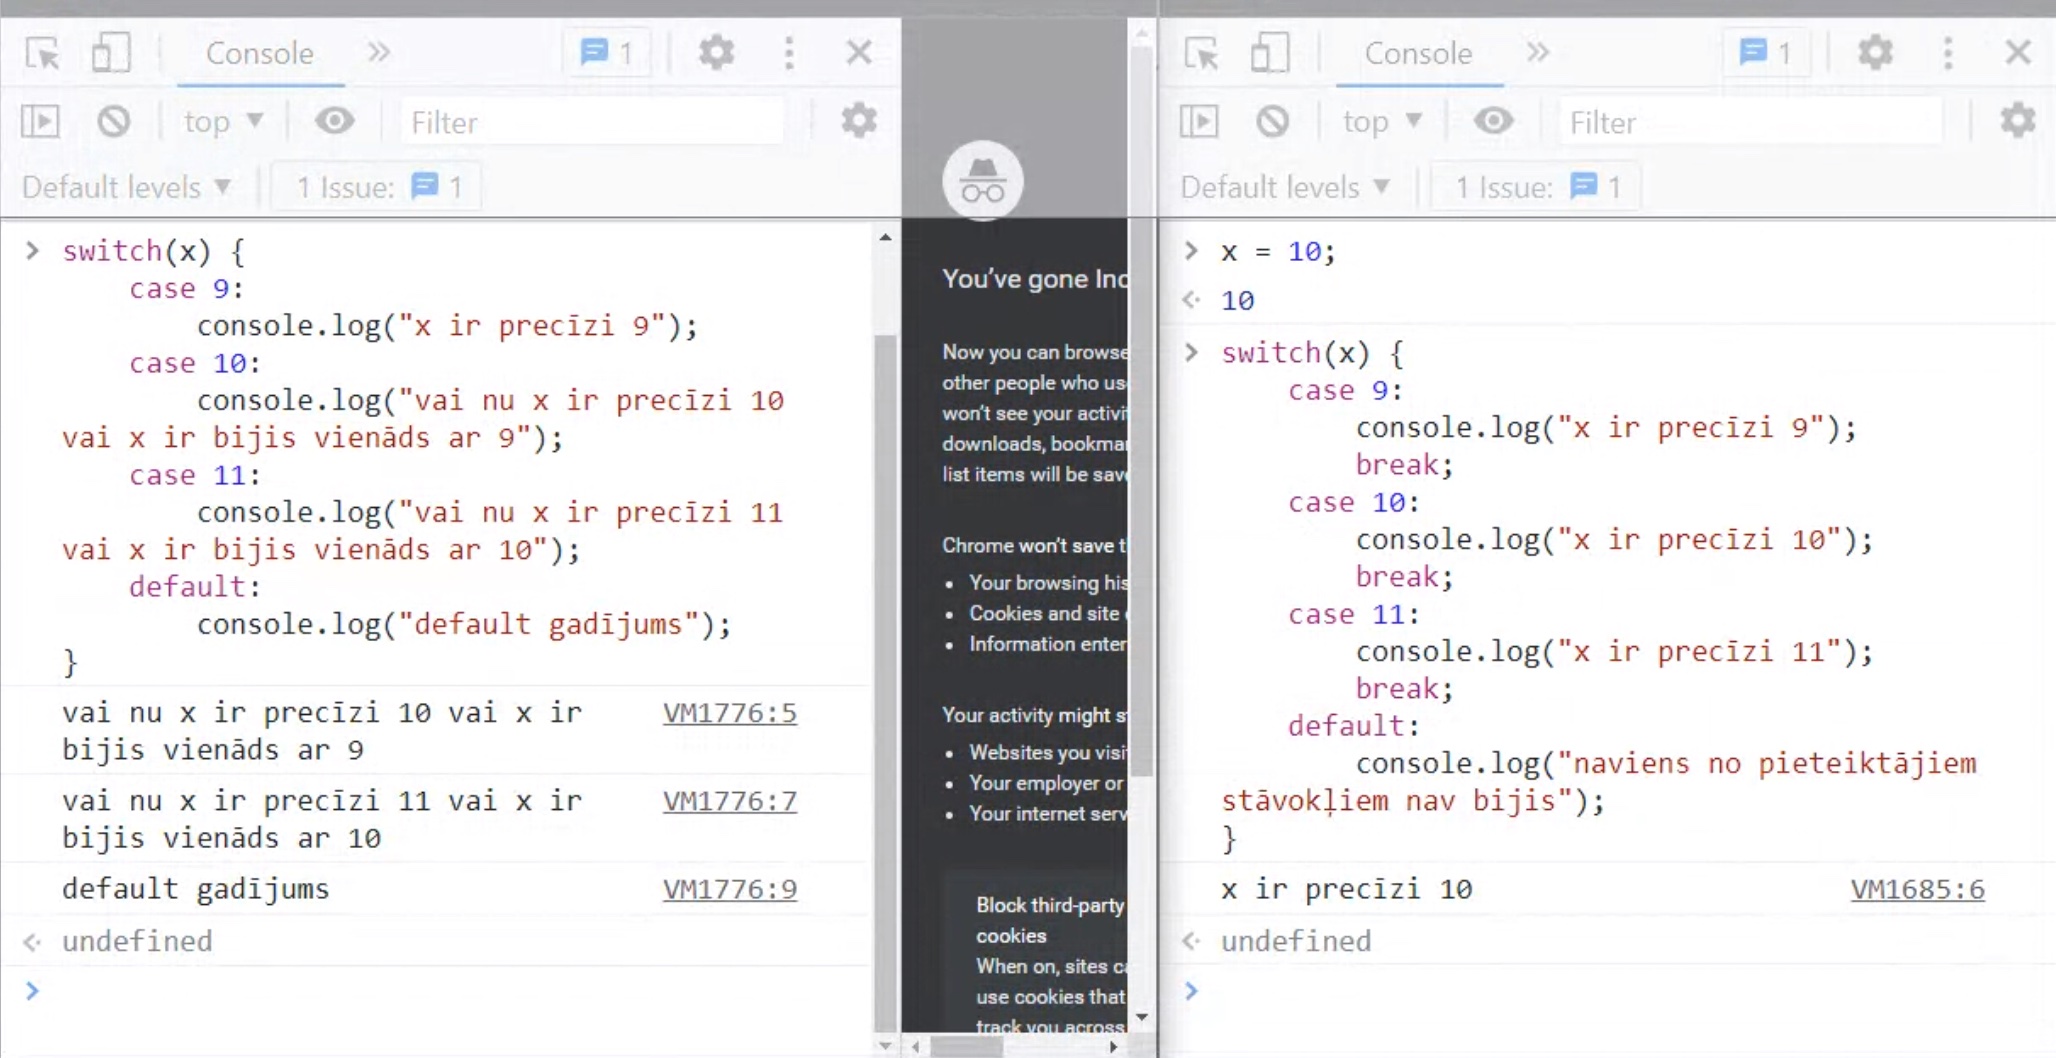 Console
1
top
Filter
Default levels
1 Issue:
1
switch(x) {
case 9:
console.log("x ir precīzi 9");
case 10:
console.log("vai nu x ir precīzi 10
vai x ir bijis vienāds ar 9");
case 11:
console.log("vai nu x ir precīzi 11
vai x ir bijis vienāds ar 10");
default:
console.log("default gadījums");
}
vai nu x ir precīzi 10 vai x ir VM1776:5
bijis vienāds ar 9
vai nu x ir precīzi 11 vai x ir VM1776:7
bijis vienāds ar 10
default gadījums VM1776:9
undefined
You've gone Inc
Now you can browse
other people who us
won't see your activi
downloads, bookma
list items will be save
Chrome won't save t
Your browsing his
Cookies and site
Information enter
Your activity might s
Websites you visi
Your employer or
Your internet serv
Block third-party
cookies
When on, sites ca
use cookies that
track you across
Console
1
top
Filter
Default levels
1 Issue:
1
x = 10;
10
switch(x) {
case 9:
console.log("x ir precīzi 9");
break;
case 10:
console.log("x ir precīzi 10");
break;
case 11:
console.log("x ir precīzi 11");
break;
default:
console.log("naviens no pieteiktājiem
stāvokļiem nav bijis");
}
x ir precīzi 10 VM1685:6
undefined